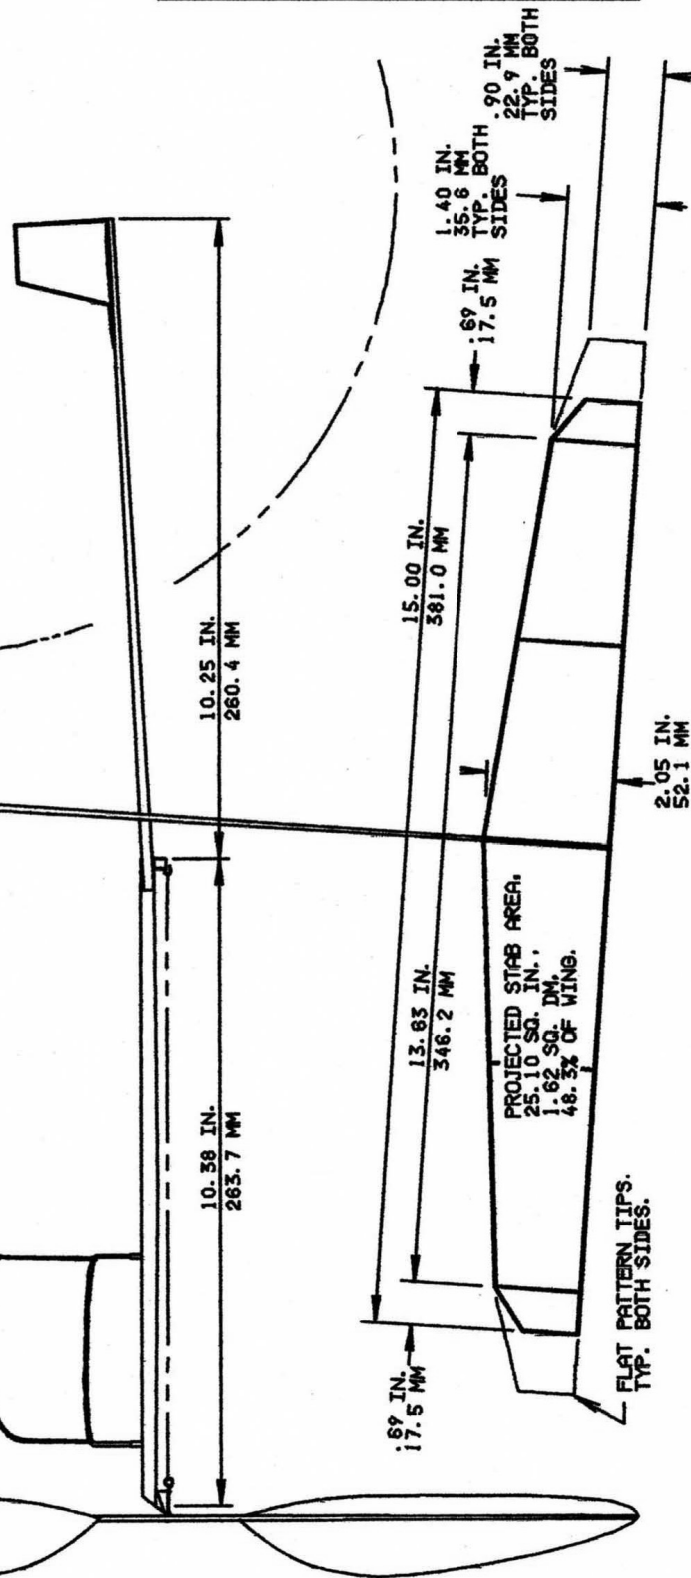 10.38 IN.
263.7 MM
10.25 IN.
260.4 MM
.69 IN.
17.5 MM
13.63 IN.
346.2 MM
15.00 IN.
381.0 MM
.69 IN.
17.5 MM
1.40 IN.
35.6 MM
TYP. BOTH
SIDES
.90 IN.
22.9 MM
TYP. BOTH
SIDES
PROJECTED STAB AREA.
25.10 SQ. IN.,
1.62 SQ. DM,
48.3% OF WING.
FLAT PATTERN TIPS.
TYP. BOTH SIDES.
2.05 IN.
52.1 MM